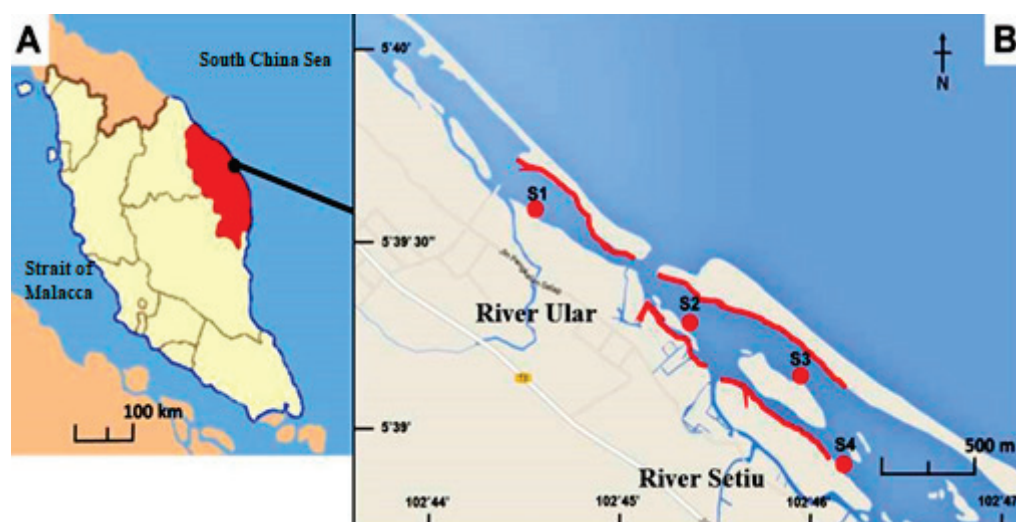 A
South China Sea
Strait of
Malacca
100 km
B
N
5'40'
5'39' 30"
5'39'
S1
S2
S3
S4
River Ular
River Setiu
500 m
102'44'
102'45'
102'46'
102'47